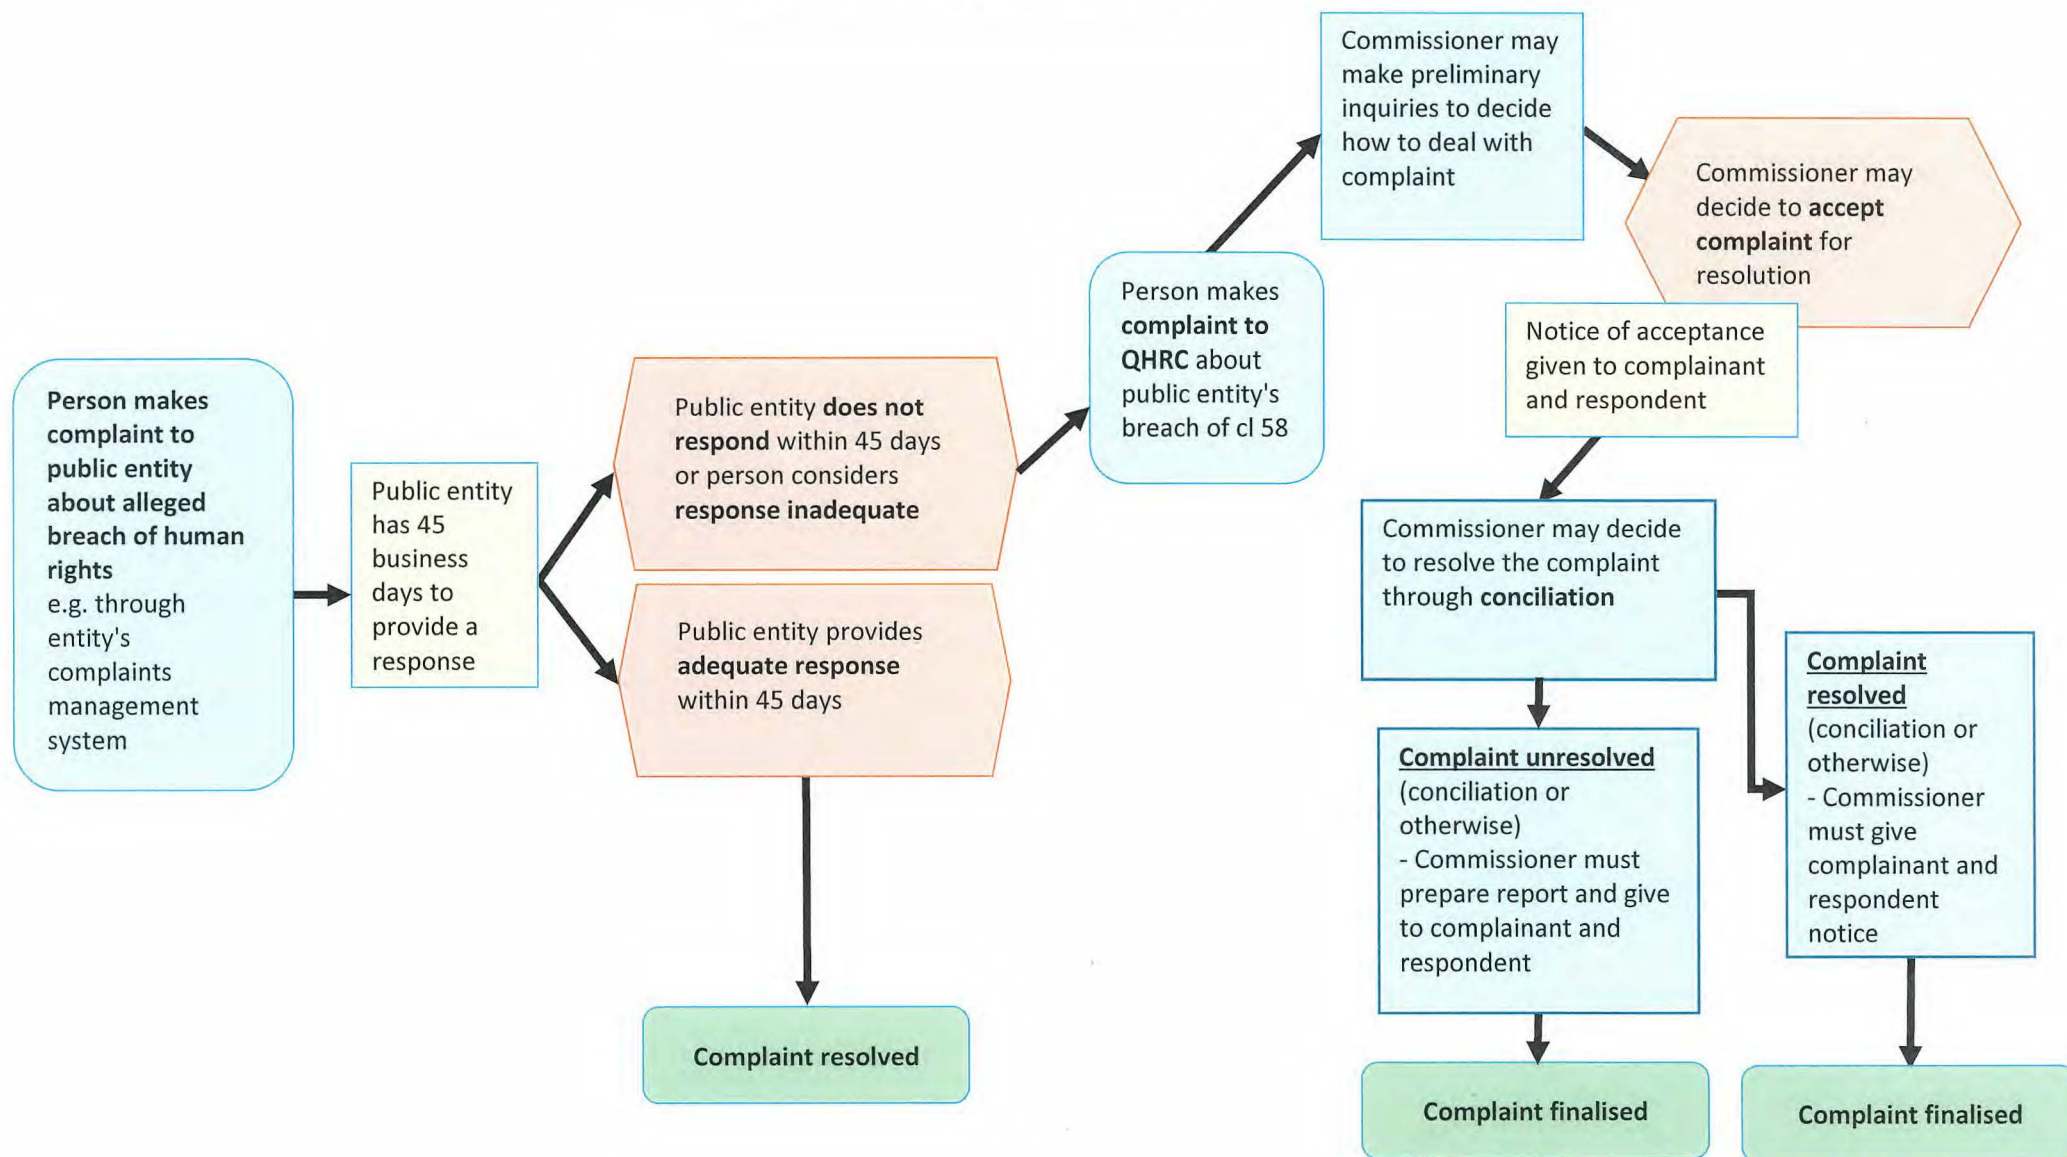 Person makes
complaint to
public entity
about alleged
breach of human
rights
e.g. through
entity's
complaints
management
system
Public entity
has 45
business
days to
provide a
response
Public entity does not
respond within 45 days
or person considers
response inadequate
Public entity provides
adequate response
within 45 days
Complaint resolved
Person makes
complaint to
QHRC about
public entity's
breach of cl 58
Commissioner may
make preliminary
inquiries to decide
how to deal with
complaint
Commissioner may
decide to accept
complaint for
resolution
Notice of acceptance
given to complainant
and respondent
Commissioner may decide
to resolve the complaint
through conciliation
Complaint unresolved
(conciliation or
otherwise)
- Commissioner must
prepare report and give
to complainant and
respondent
Complaint finalised
Complaint
resolved
(conciliation or
otherwise)
- Commissioner
must give
complainant and
respondent
notice
Complaint finalised